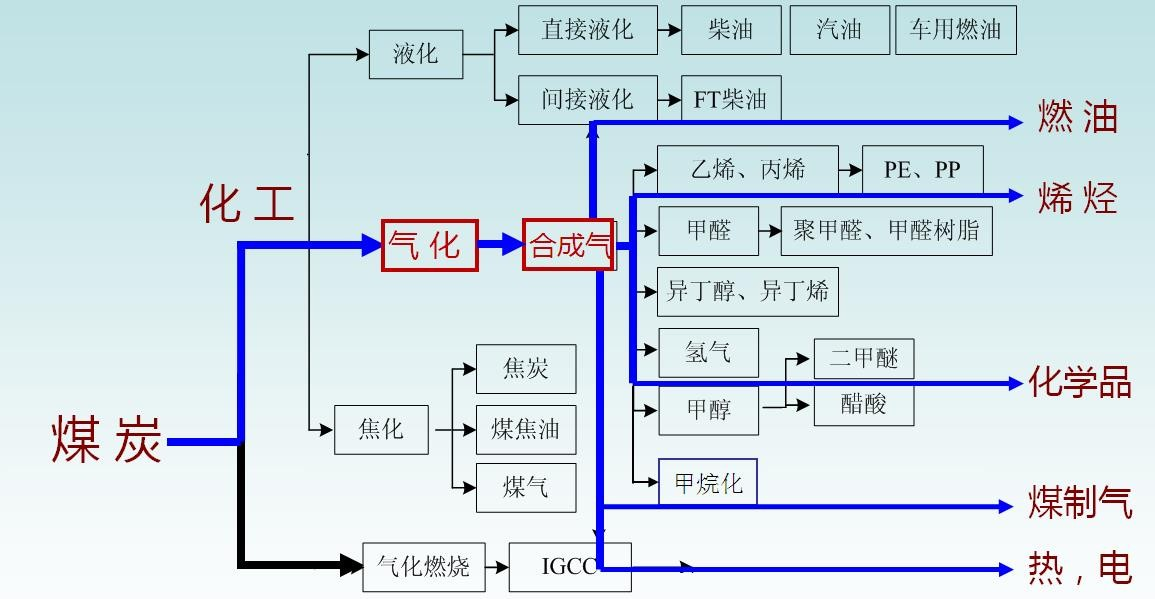 直接液化
柴油
汽油
车用燃油
液化
间接液化
FT柴油
燃 油
乙烯、丙烯
PE、PP
化 工
烯 烃
甲醛
聚甲醛、甲醛树脂
气 化
合成气
异丁醇、异丁烯
氢气
二甲醚
焦炭
化学品
甲醇
醋酸
煤 炭
焦化
煤焦油
煤气
甲烷化
煤制气
气化燃烧
IGCC
热，电